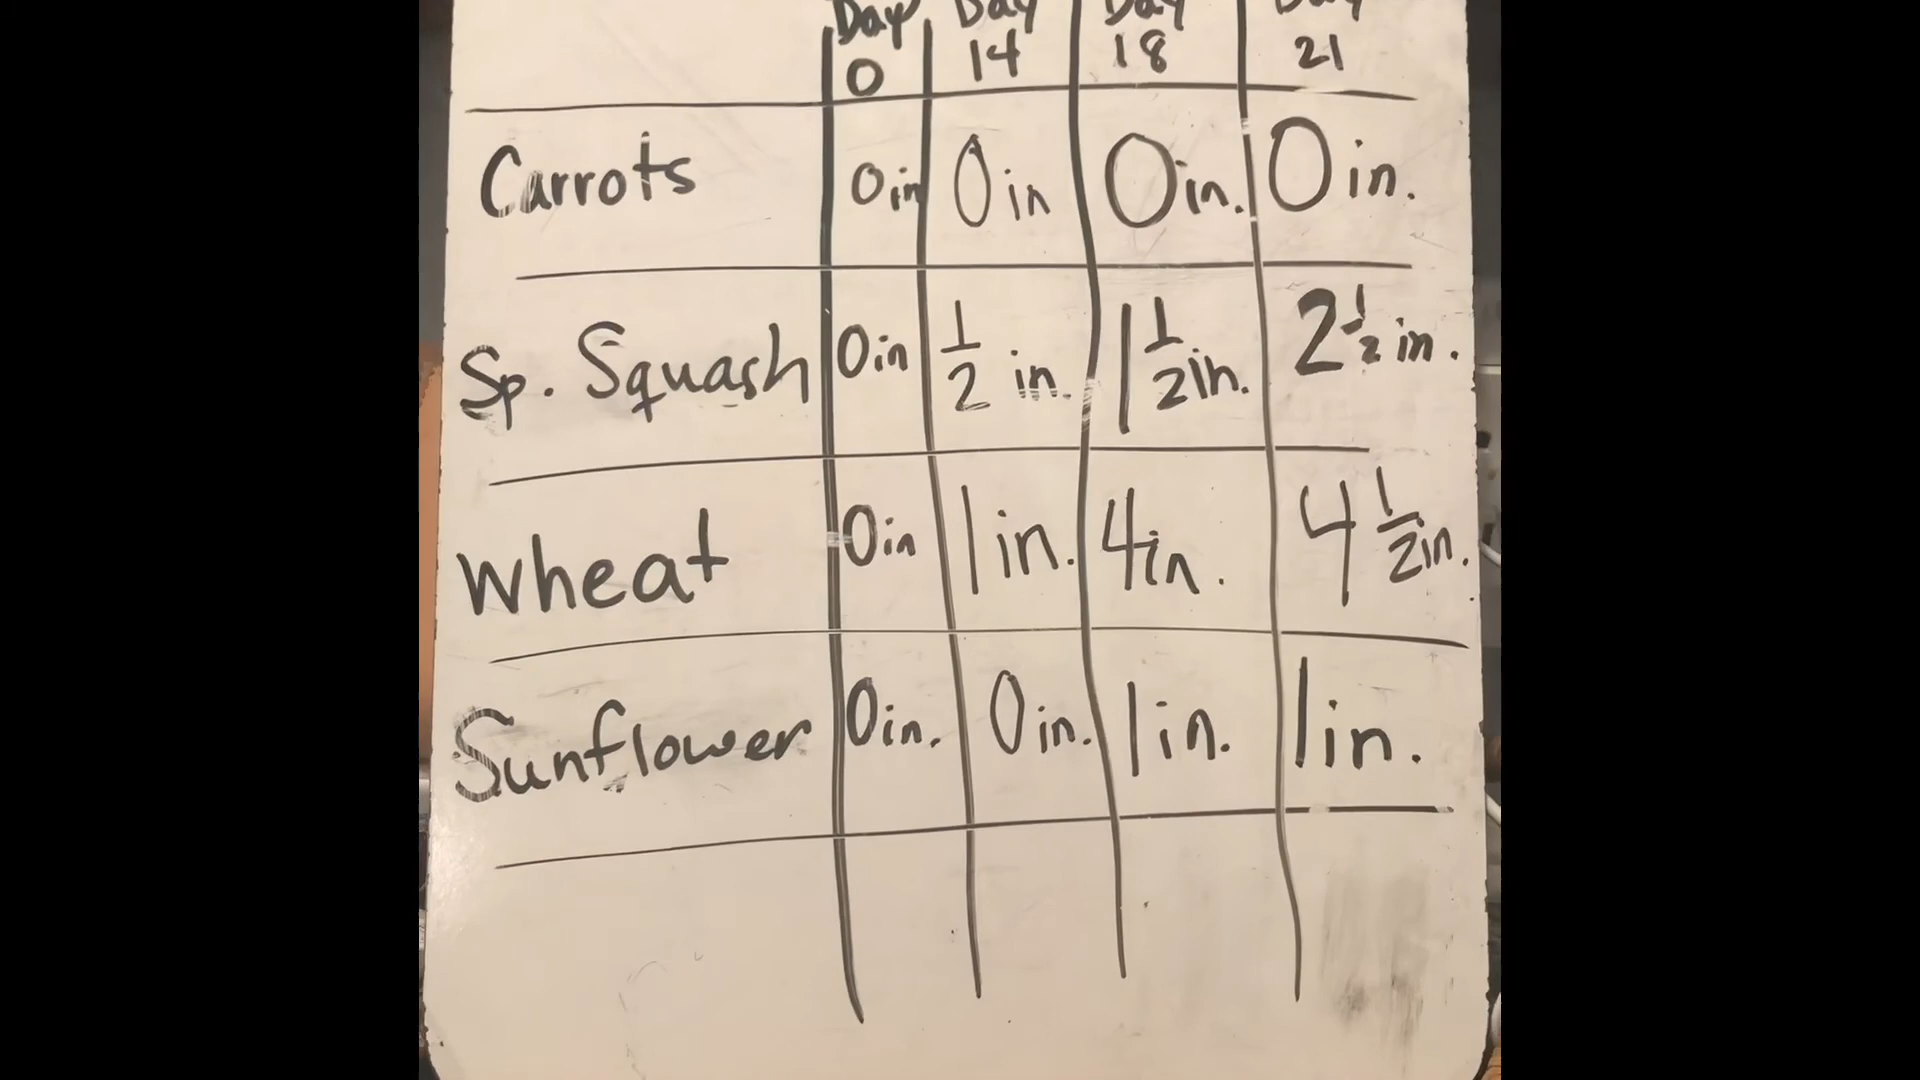 Day Day Day Day
0 14 18 21
Carrots 0in 0in 0in. 0in.
Sp. Squash 0in 1/2 in. 1 1/2in. 2 1/2 in.
Wheat 0in 1in. 4in. 4 1/2in.
Sunflower 0in. 0in. 1in. 1in.